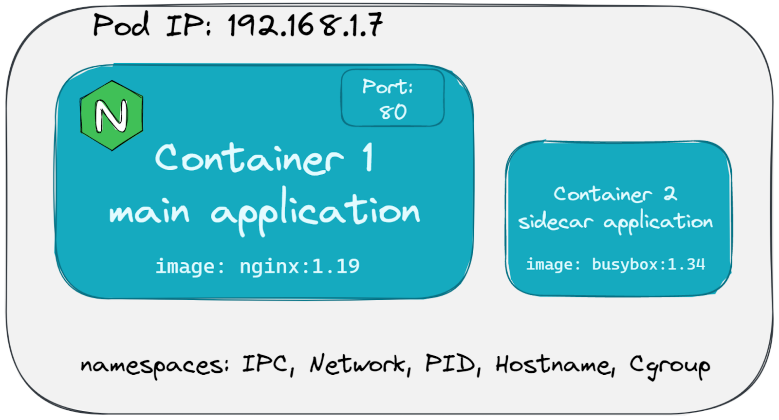 Pod IP: 192.168.1.7
N
Port:
80
Container 1
main application
image: nginx:1.19
Container 2
sidecar application
image: busybox:1.34
namespaces: IPC, Network, PID, Hostname, Cgroup